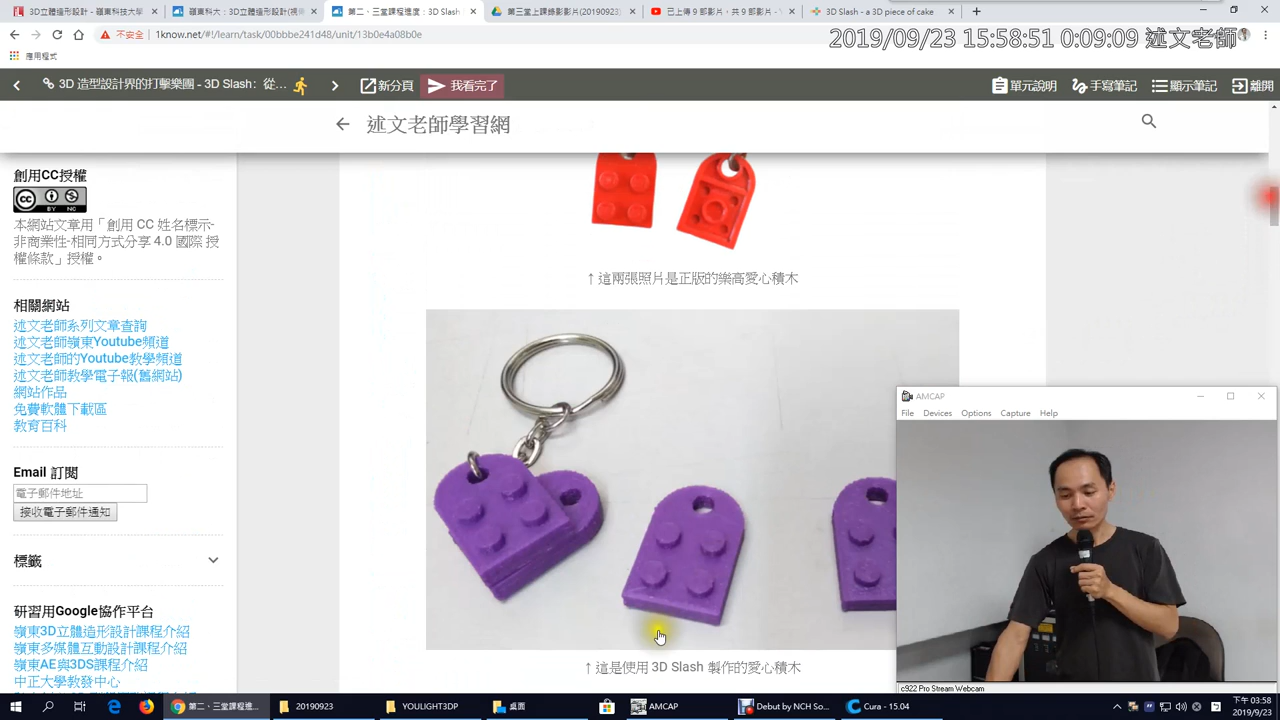 3D立體造形設計 - 嶺東科技大學
嶺東科大：3D立體造形設計(視傳
第二、三堂課程進度：3D Slash
第三堂上課錄影片(20190923)
已上傳 9 部影片，共 9 部影片 - Y
3D Slash - a 3D piece of cake
不安全
1know.net/#!/learn/task/00bbbe241d48/unit/13b0e4a08b0e
2019/09/23 15:58:51 0:09:09 述文老師
應用程式
3D 造型設計界的打擊樂團 - 3D Slash：從...
新分頁
我看完了
單元說明
手寫筆記
顯示筆記
離開
述文老師學習網
創用CC授權
cc
BY NC
本網站文章用「創用 CC 姓名標示-
非商業性-相同方式分享 4.0 國際 授
權條款」授權。
↑ 這兩張照片是正版的樂高愛心積木
相關網站
述文老師系列文章查詢
述文老師嶺東Youtube頻道
述文老師的Youtube教學頻道
述文老師教學電子報(舊網站)
網站作品
免費軟體下載區
教育百科
AMCAP
File Devices Options Capture Help
Email 訂閱
電子郵件地址
接收電子郵件通知
標籤
研習用Google協作平台
嶺東3D立體造形設計課程介紹
嶺東多媒體互動設計課程介紹
嶺東AE與3DS課程介紹
中正大學教發中心
↑ 這是使用 3D Slash 製作的愛心積木
c922 Pro Stream Webcam
第二、三堂課程進...
20190923
YOULIGHT3DP
桌面
AMCAP
Debut by NCH So...
Cura - 15.04
下午 03:58
2019/9/23